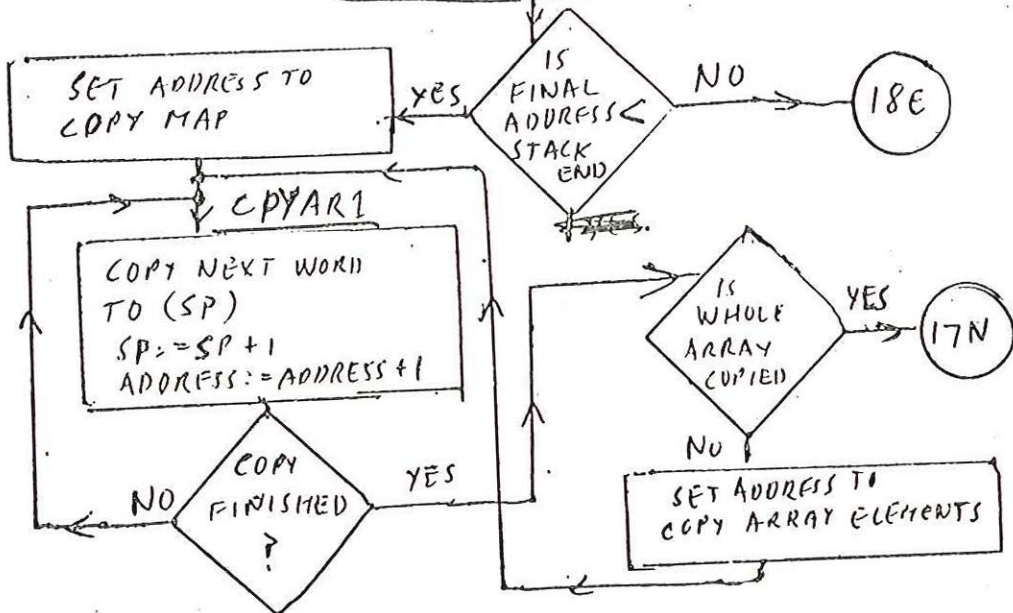 IS
FINAL
ADDRESS <
STACK
END
YES
NO
18E
SET ADDRESS TO
COPY MAP
CPYAR1
COPY NEXT WORD
TO (SP)
SP:=SP+1
ADDRESS:=ADDRESS+1
COPY
FINISHED
?
NO
YES
IS
WHOLE
ARRAY
COPIED
YES
17N
NO
SET ADDRESS TO
COPY ARRAY ELEMENTS